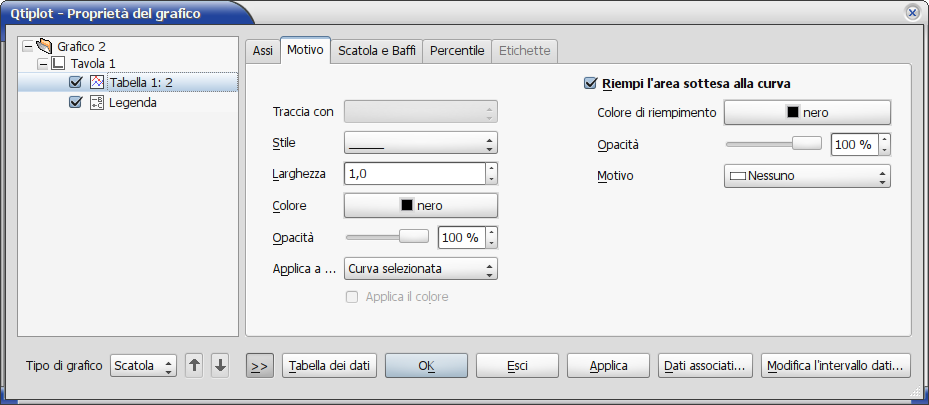 Qtiplot - Proprietà del grafico
Grafico 2
Tavola 1
Tabella 1: 2
Legenda
Assi
Motivo
Scatola e Baffi
Percentile
Etichette
Traccia con
Stile
Larghezza
1,0
Colore
nero
Opacità
100 %
Applica a ...
Curva selezionata
Applica il colore
Riempi l'area sottesa alla curva
Colore di riempimento
nero
Opacità
100 %
Motivo
Nessuno
Tipo di grafico
Scatola
>>
Tabella dei dati
OK
Esci
Applica
Dati associati...
Modifica l'intervallo dati...